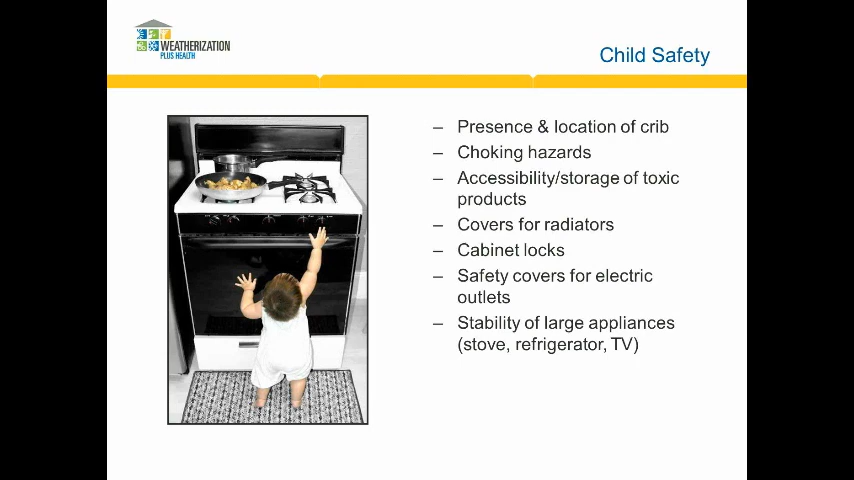 WEATHERIZATION
PLUS HEALTH
Child Safety
– Presence & location of crib
– Choking hazards
– Accessibility/storage of toxic
products
– Covers for radiators
– Cabinet locks
– Safety covers for electric
outlets
– Stability of large appliances
(stove, refrigerator, TV)